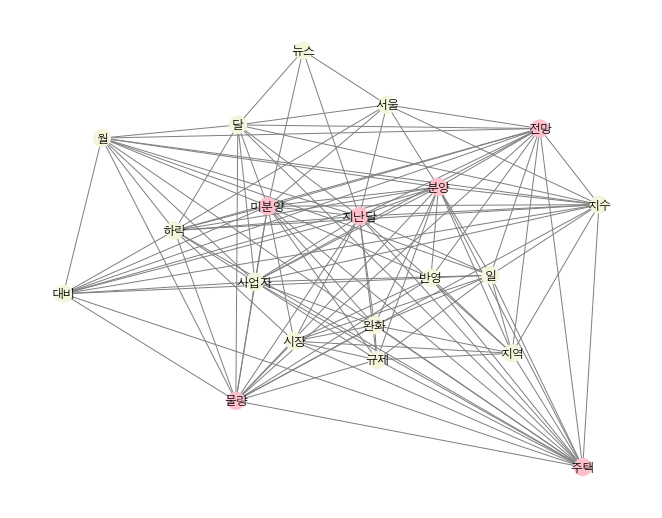 뉴스
서울
달
전망
월
분양
지수
미분양
지난달
하락
일
반영
사업자
대비
완화
시장
지역
규제
물량
주택